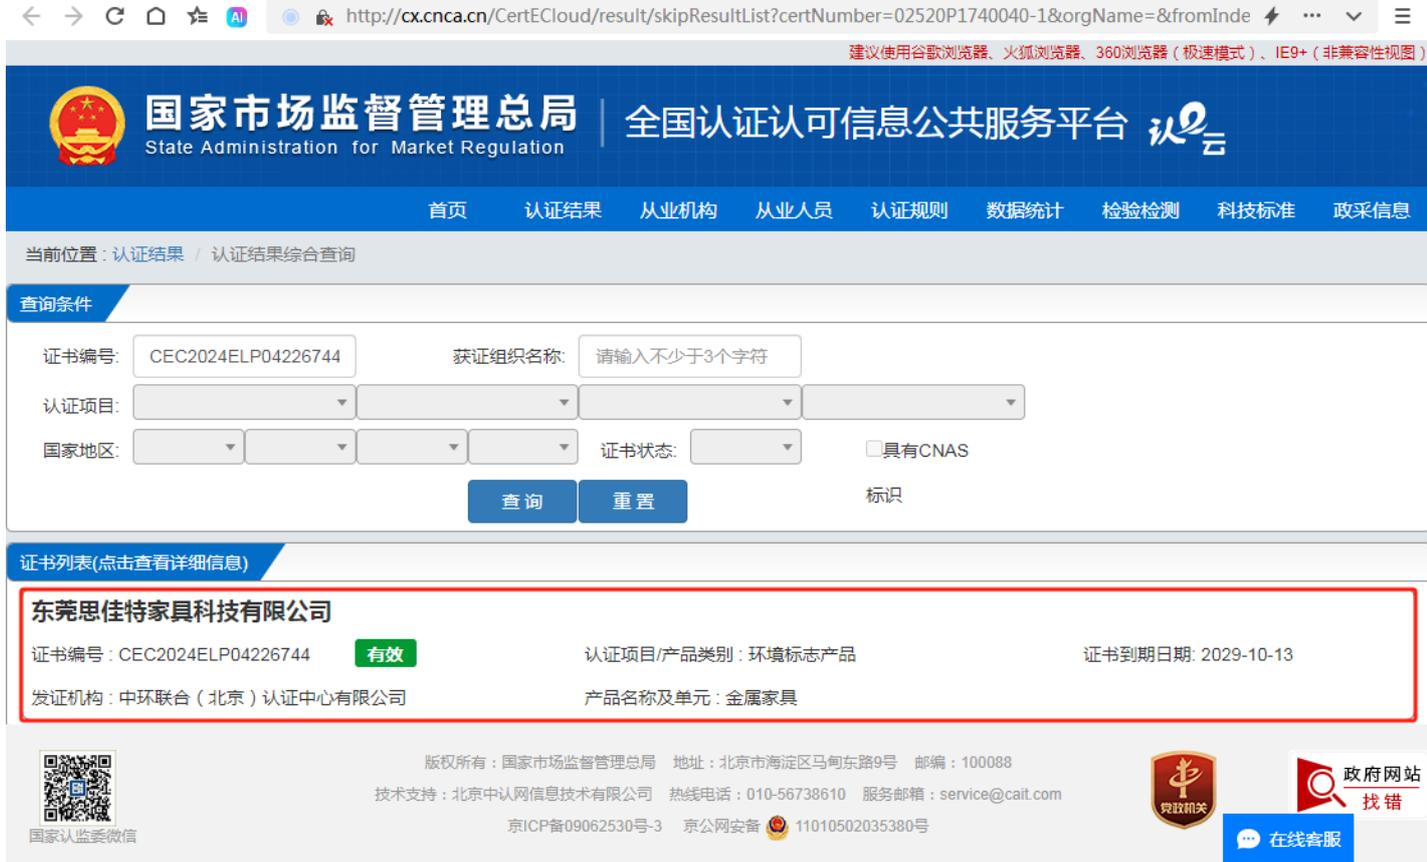 http://cx.cnca.cn/CertECloud/result/skipResultList?certNumber=02520P1740040-1&orgName=&fromInde
建议使用谷歌浏览器、火狐浏览器、360浏览器（极速模式）、IE9+（非兼容性视图）
国家市场监督管理总局
State Administration for Market Regulation
全国认证认可信息公共服务平台 认e云
首页 认证结果 从业机构 从业人员 认证规则 数据统计 检验检测 科技标准 政采信息
当前位置 : 认证结果 / 认证结果综合查询
查询条件
证书编号: CEC2024ELP04226744 获证组织名称: 请输入不少于3个字符
认证项目:
国家地区: 证书状态: 具有CNAS
标识
查 询 重 置
证书列表(点击查看详细信息)
东莞思佳特家具科技有限公司
证书编号 : CEC2024ELP04226744 有效 认证项目/产品类别 : 环境标志产品 证书到期日期: 2029-10-13
发证机构 : 中环联合（北京）认证中心有限公司 产品名称及单元 : 金属家具
版权所有 : 国家市场监督管理总局 地址 : 北京市海淀区马甸东路9号 邮编 : 100088
技术支持 : 北京中认网信息技术有限公司 热线电话 : 010-56738610 服务邮箱 : service@cait.com
京ICP备09062530号-3 京公网安备 11010502035380号
国家认监委微信
党政机关
政府网站
找错
在线客服